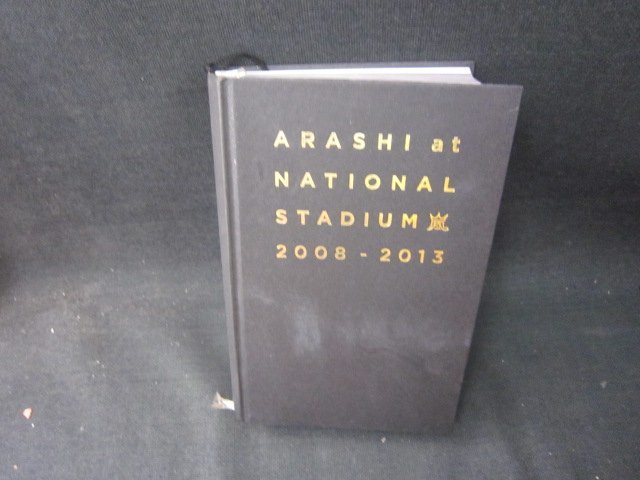 ARASHI at
NATIONAL
STADIUM 嵐
2008 - 2013